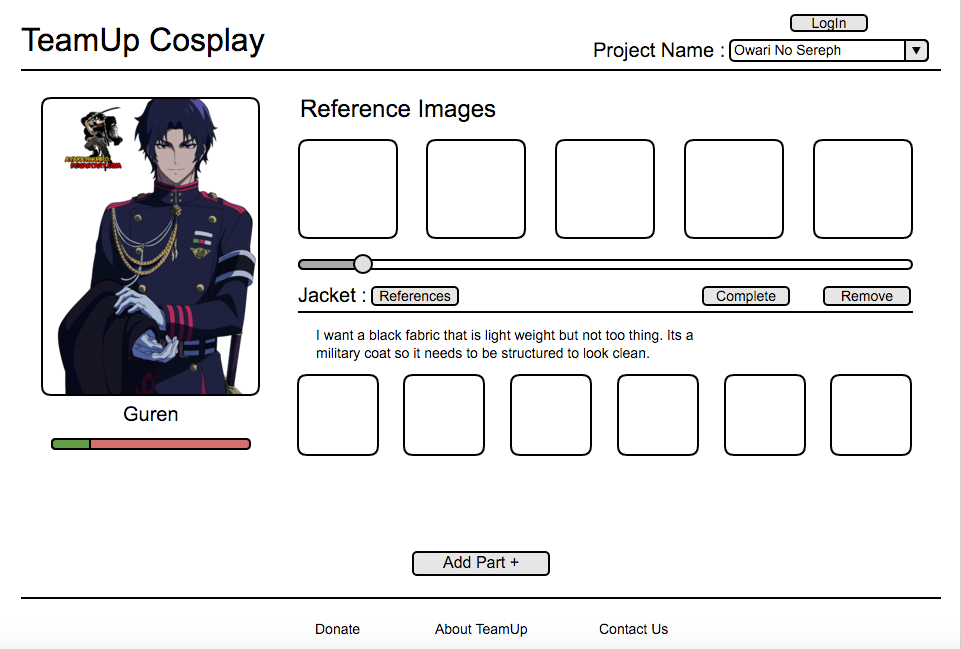 TeamUp Cosplay
LogIn
Project Name : Owari No Sereph
Reference Images
Jacket : References
Complete
Remove
I want a black fabric that is light weight but not too thing. Its a
military coat so it needs to be structured to look clean.
Guren
Add Part +
Donate
About TeamUp
Contact Us